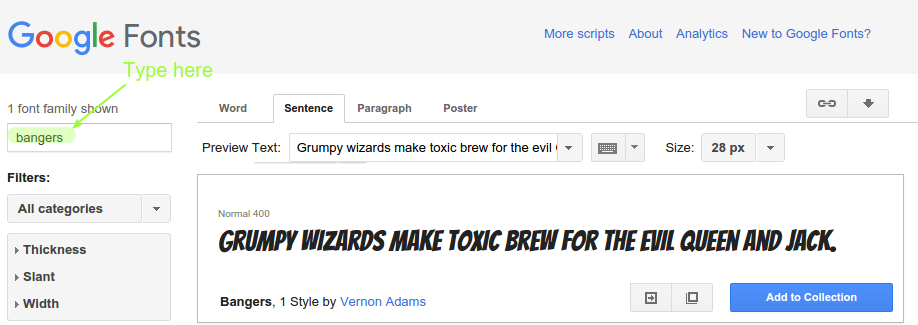 Google Fonts
More scripts About Analytics New to Google Fonts?
Type here
1 font family shown
bangers
Word Sentence Paragraph Poster
Preview Text: Grumpy wizards make toxic brew for the evil Size: 28 px
Filters:
All categories
Thickness
Slant
Width
Normal 400
GRUMPY WIZARDS MAKE TOXIC BREW FOR THE EVIL QUEEN AND JACK.
Bangers, 1 Style by Vernon Adams
Add to Collection